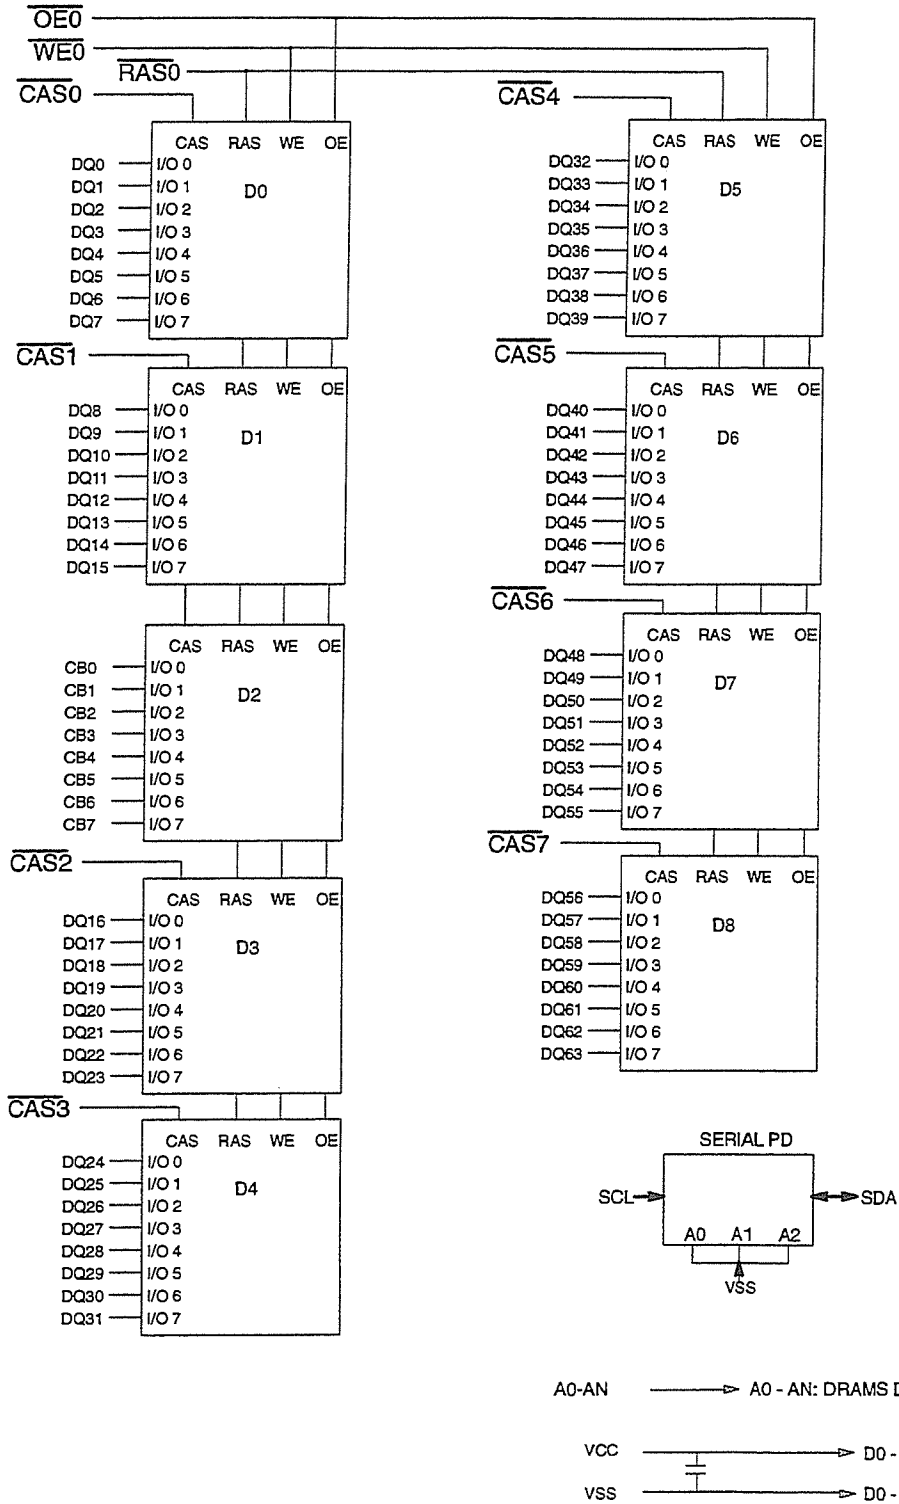 OE0
WE0
RAS0
CAS0
CAS RAS WE OE
D0
DQ0 I/O 0
DQ1 I/O 1
DQ2 I/O 2
DQ3 I/O 3
DQ4 I/O 4
DQ5 I/O 5
DQ6 I/O 6
DQ7 I/O 7
CAS1
CAS RAS WE OE
D1
DQ8 I/O 0
DQ9 I/O 1
DQ10 I/O 2
DQ11 I/O 3
DQ12 I/O 4
DQ13 I/O 5
DQ14 I/O 6
DQ15 I/O 7
CAS RAS WE OE
D2
CB0 I/O 0
CB1 I/O 1
CB2 I/O 2
CB3 I/O 3
CB4 I/O 4
CB5 I/O 5
CB6 I/O 6
CB7 I/O 7
CAS2
CAS RAS WE OE
D3
DQ16 I/O 0
DQ17 I/O 1
DQ18 I/O 2
DQ19 I/O 3
DQ20 I/O 4
DQ21 I/O 5
DQ22 I/O 6
DQ23 I/O 7
CAS3
CAS RAS WE OE
D4
DQ24 I/O 0
DQ25 I/O 1
DQ26 I/O 2
DQ27 I/O 3
DQ28 I/O 4
DQ29 I/O 5
DQ30 I/O 6
DQ31 I/O 7
CAS4
CAS RAS WE OE
D5
DQ32 I/O 0
DQ33 I/O 1
DQ34 I/O 2
DQ35 I/O 3
DQ36 I/O 4
DQ37 I/O 5
DQ38 I/O 6
DQ39 I/O 7
CAS5
CAS RAS WE OE
D6
DQ40 I/O 0
DQ41 I/O 1
DQ42 I/O 2
DQ43 I/O 3
DQ44 I/O 4
DQ45 I/O 5
DQ46 I/O 6
DQ47 I/O 7
CAS6
CAS RAS WE OE
D7
DQ48 I/O 0
DQ49 I/O 1
DQ50 I/O 2
DQ51 I/O 3
DQ52 I/O 4
DQ53 I/O 5
DQ54 I/O 6
DQ55 I/O 7
CAS7
CAS RAS WE OE
D8
DQ56 I/O 0
DQ57 I/O 1
DQ58 I/O 2
DQ59 I/O 3
DQ60 I/O 4
DQ61 I/O 5
DQ62 I/O 6
DQ63 I/O 7
SERIAL PD
SCL SDA
A0 A1 A2
VSS
A0-AN A0 - AN: DRAMS
VCC D0 -
VSS D0 -